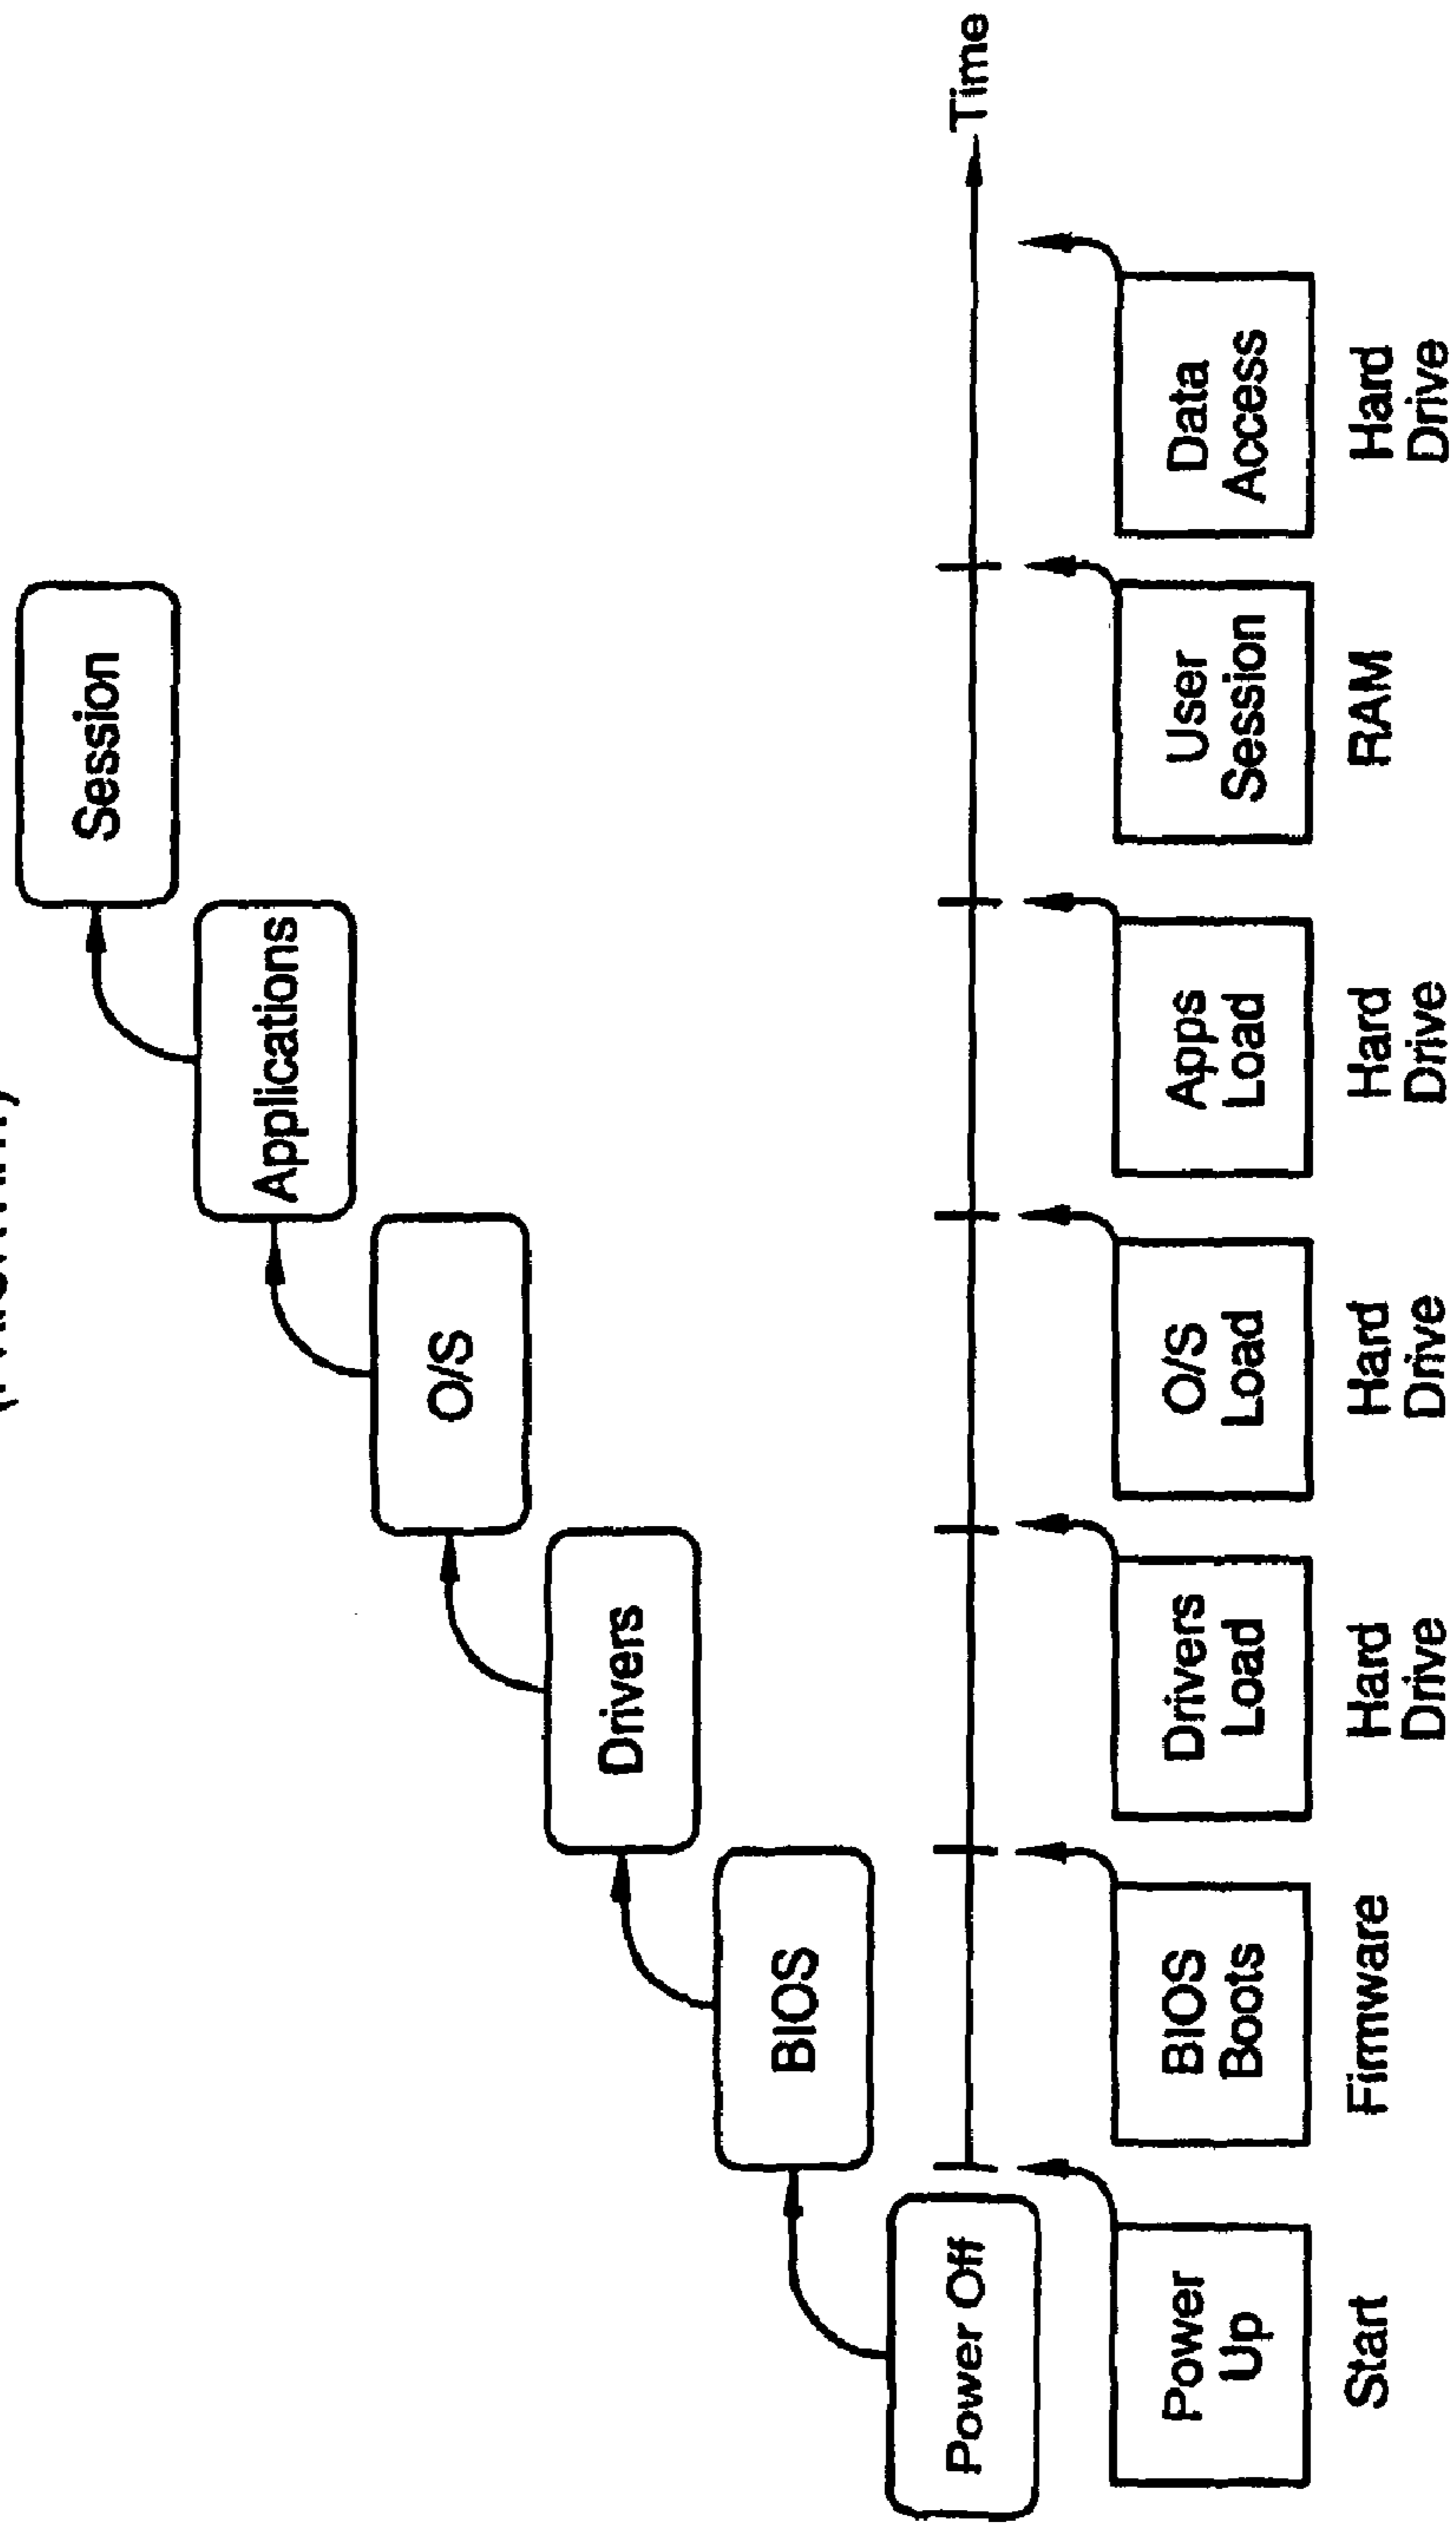 Session
Applications
O/S
Drivers
BIOS
Power Off
Time
Power
Up
BIOS
Boots
Drivers
Load
O/S
Load
Apps
Load
User
Session
Data
Access
Start
Firmware
Hard
Drive
Hard
Drive
Hard
Drive
RAM
Hard
Drive